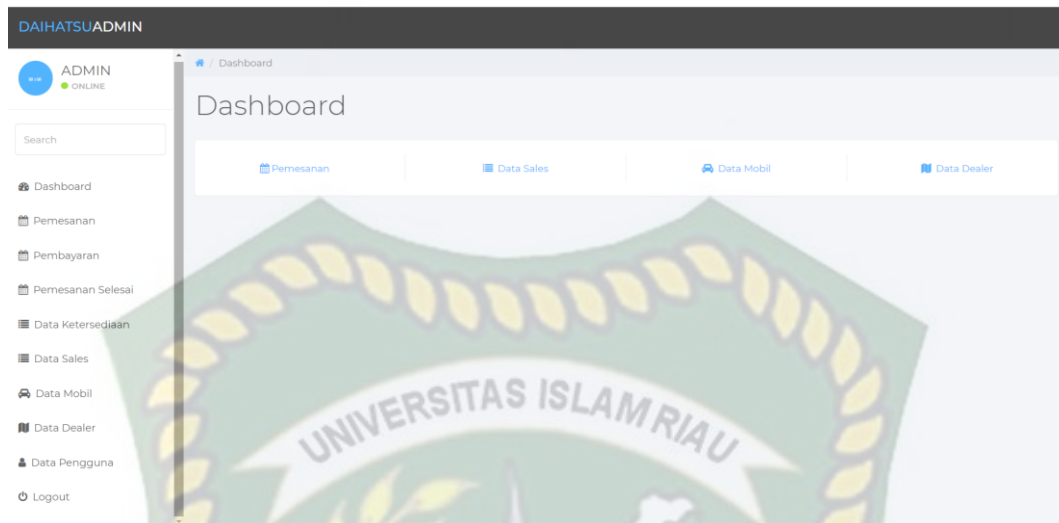 DAIHATSUADMIN
ADMIN
ONLINE
Search
Dashboard
Pemesanan
Pembayaran
Pemesanan Selesai
Data Ketersediaan
Data Sales
Data Mobil
Data Dealer
Data Pengguna
Logout
/ Dashboard
Dashboard
Pemesanan Data Sales Data Mobil Data Dealer
UNIVERSITAS ISLAM RIAU